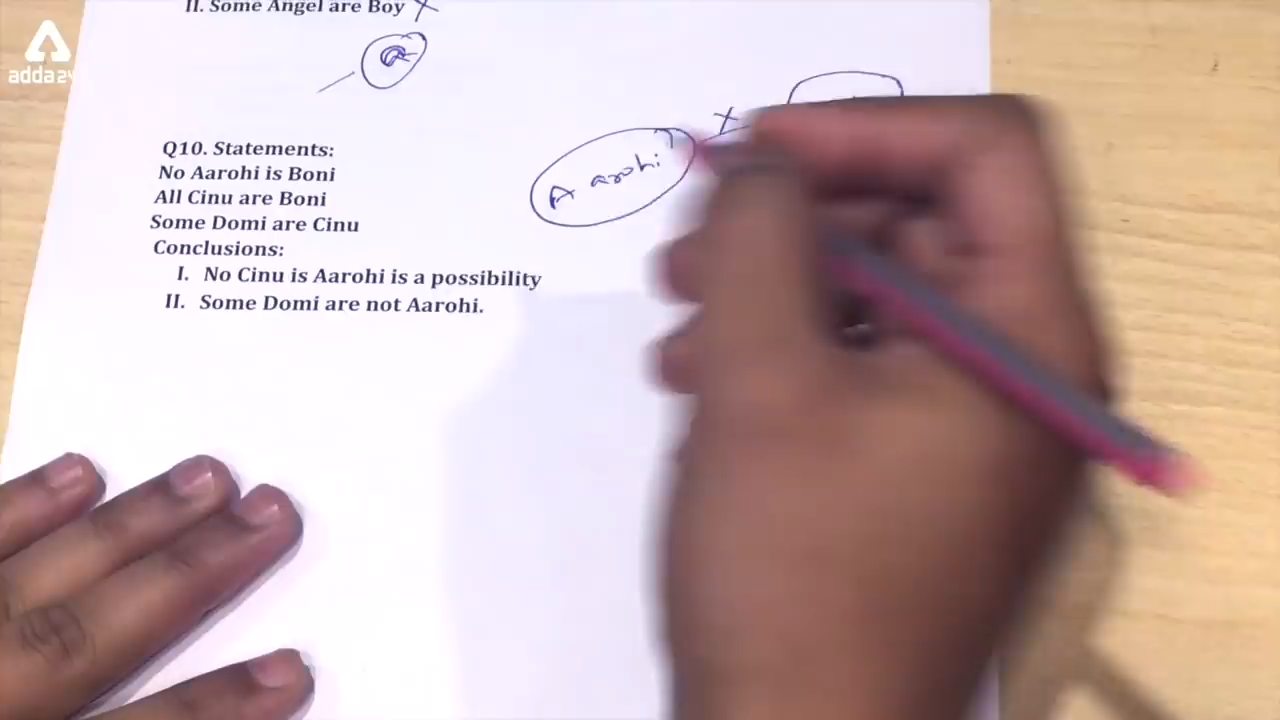 II. Some Angel are Boy
adda24
Q10. Statements:
No Aarohi is Boni
All Cinu are Boni
Some Domi are Cinu
Conclusions:
I. No Cinu is Aarohi is a possibility
II. Some Domi are not Aarohi.
Aarohi